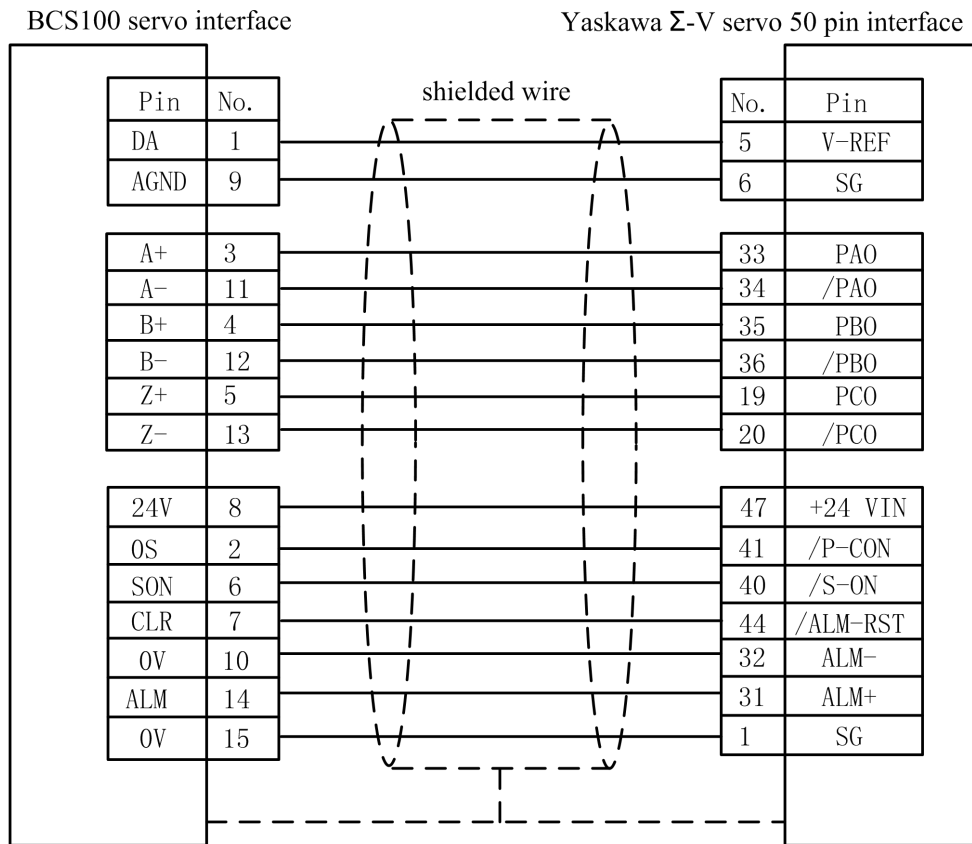 BCS100 servo interface Yaskawa Σ-V servo 50 pin interface
shielded wire
Pin No. No. Pin
DA 1 5 V-REF
AGND 9 6 SG
A+ 3 33 PAO
A- 11 34 /PAO
B+ 4 35 PBO
B- 12 36 /PBO
Z+ 5 19 PCO
Z- 13 20 /PCO
24V 8 47 +24 VIN
OS 2 41 /P-CON
SON 6 40 /S-ON
CLR 7 44 /ALM-RST
0V 10 32 ALM-
ALM 14 31 ALM+
0V 15 1 SG